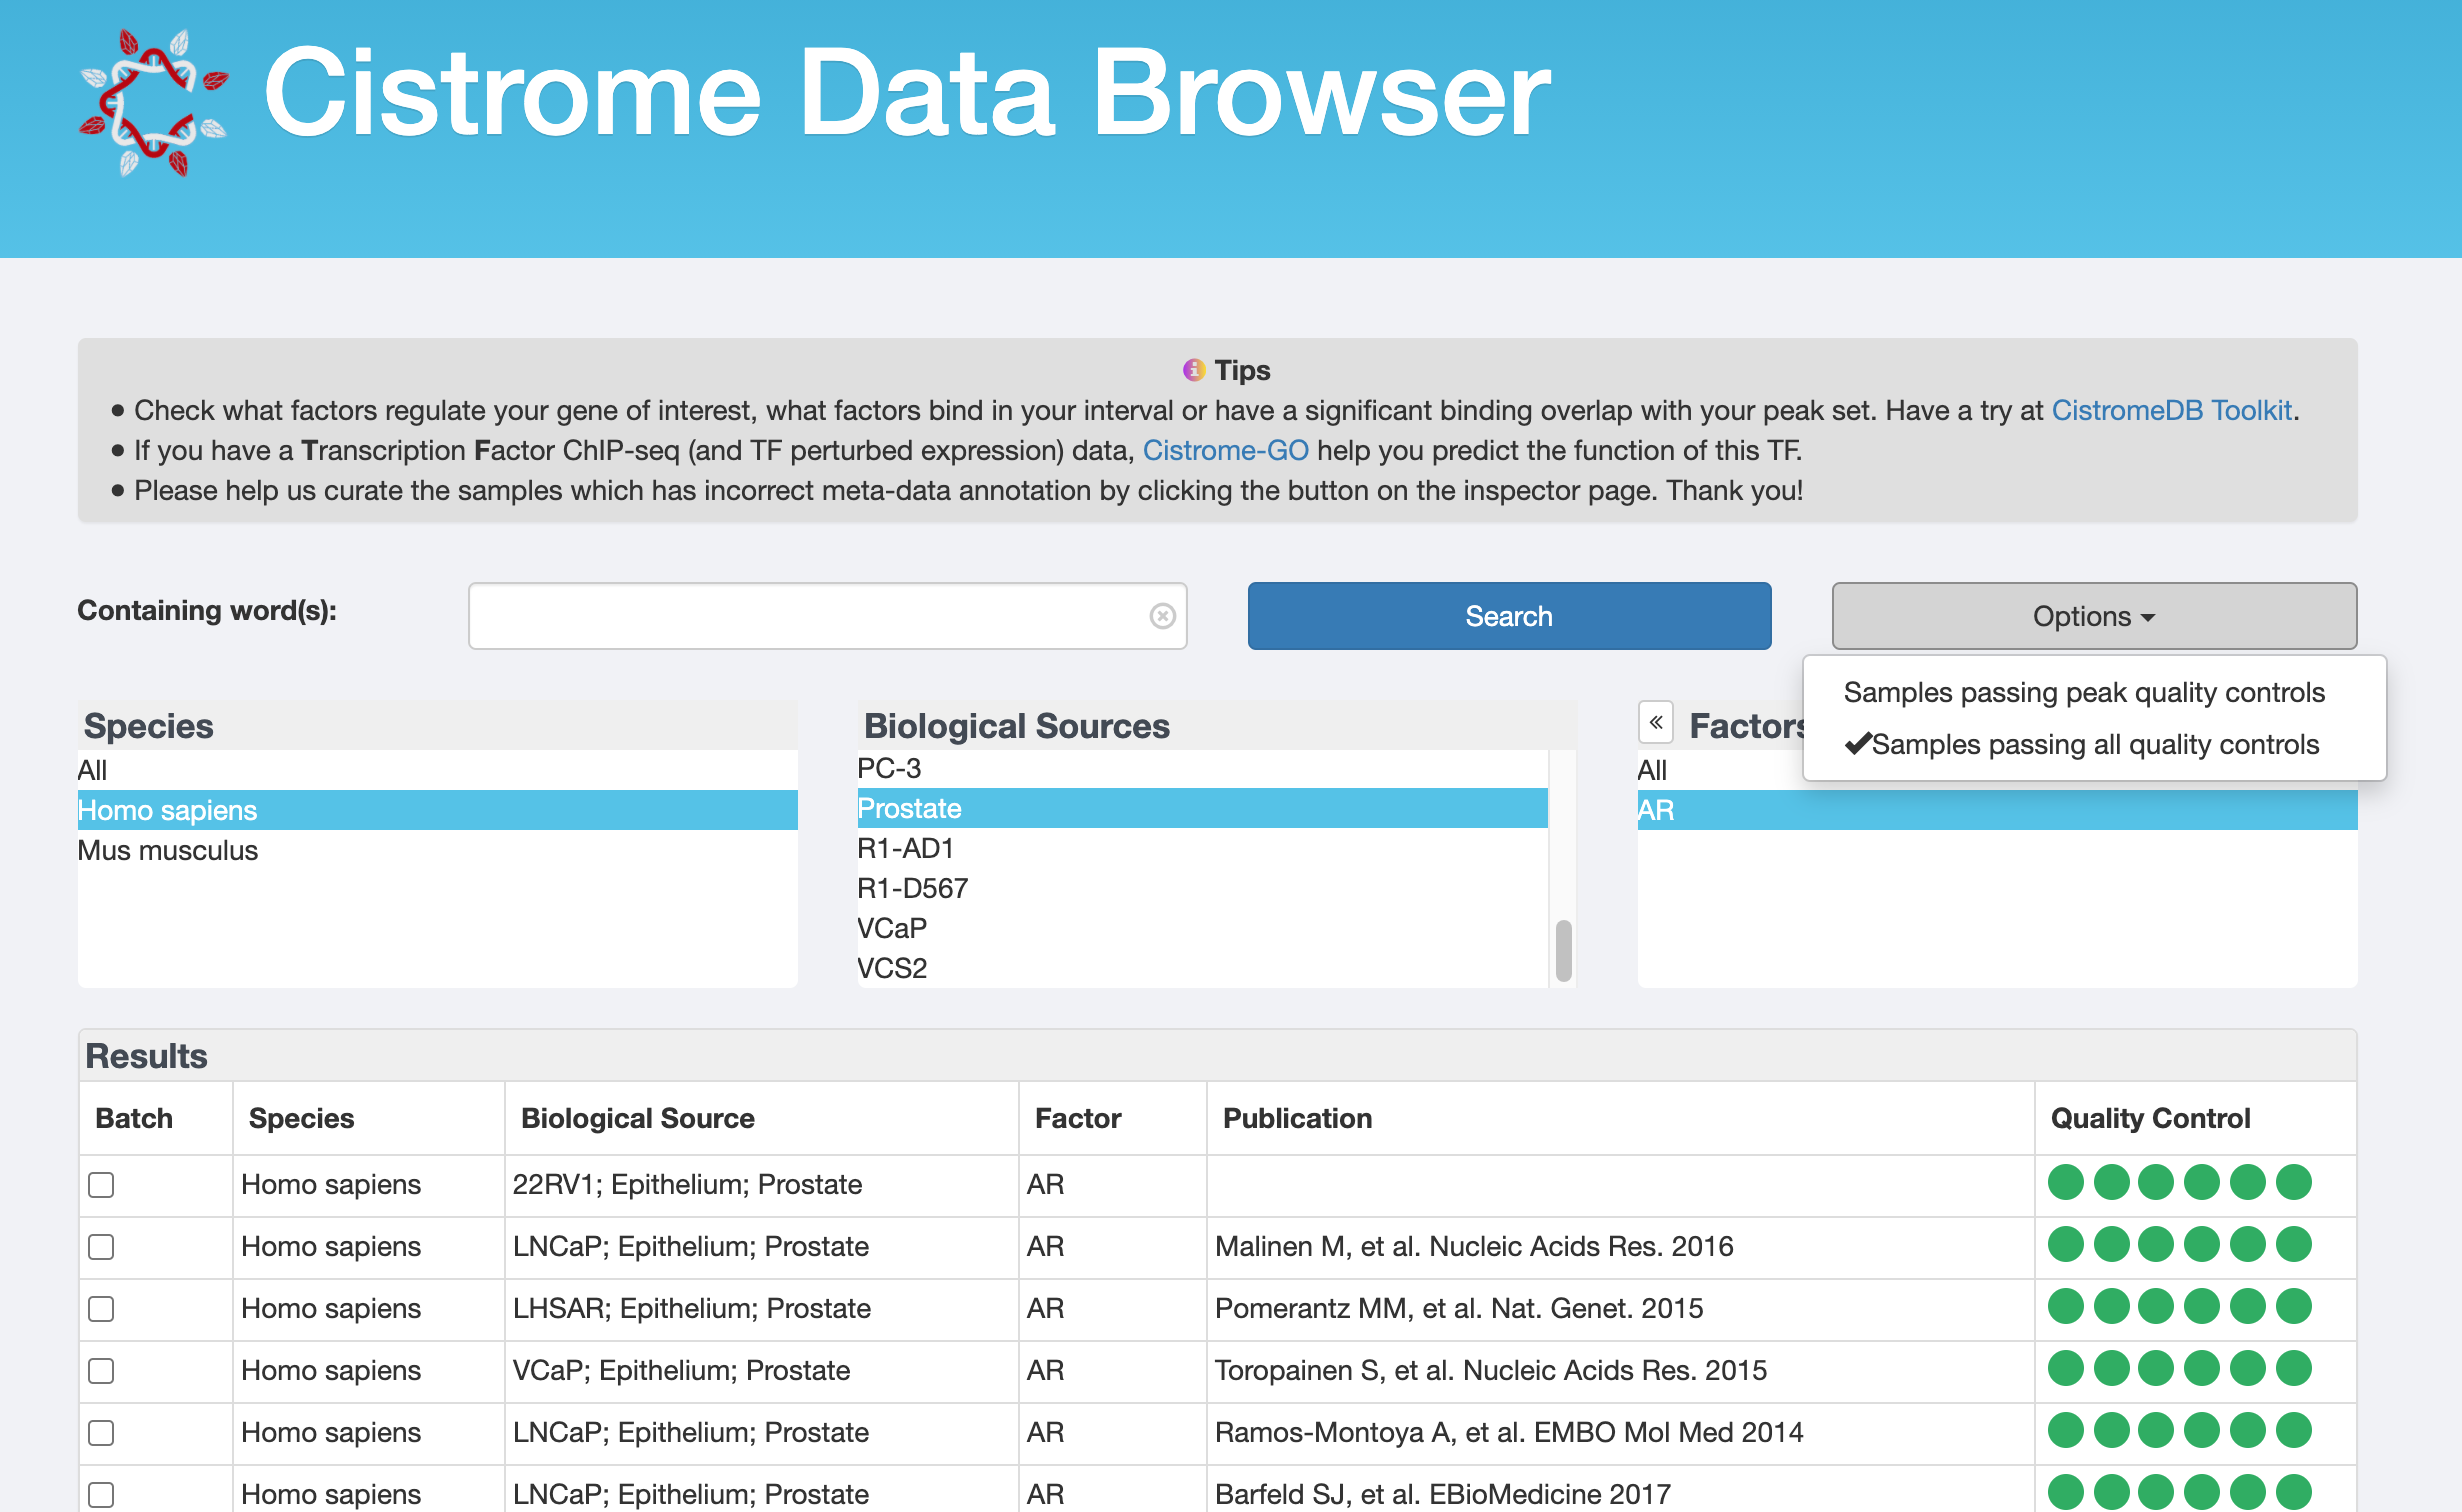 Cistrome Data Browser
Tips
• Check what factors regulate your gene of interest, what factors bind in your interval or have a significant binding overlap with your peak set. Have a try at CistromeDB Toolkit.
• If you have a Transcription Factor ChIP-seq (and TF perturbed expression) data, Cistrome-GO help you predict the function of this TF.
• Please help us curate the samples which has incorrect meta-data annotation by clicking the button on the inspector page. Thank you!
Containing word(s):
Search
Options
Samples passing peak quality controls
✔Samples passing all quality controls
Species
All
Homo sapiens
Mus musculus
Biological Sources
PC-3
Prostate
R1-AD1
R1-D567
VCaP
VCS2
«
Factors
All
AR
Results
Batch Species Biological Source Factor Publication Quality Control
Homo sapiens 22RV1; Epithelium; Prostate AR
Homo sapiens LNCaP; Epithelium; Prostate AR Malinen M, et al. Nucleic Acids Res. 2016
Homo sapiens LHSAR; Epithelium; Prostate AR Pomerantz MM, et al. Nat. Genet. 2015
Homo sapiens VCaP; Epithelium; Prostate AR Toropainen S, et al. Nucleic Acids Res. 2015
Homo sapiens LNCaP; Epithelium; Prostate AR Ramos-Montoya A, et al. EMBO Mol Med 2014
Homo sapiens LNCaP; Epithelium; Prostate AR Barfeld SJ, et al. EBioMedicine 2017